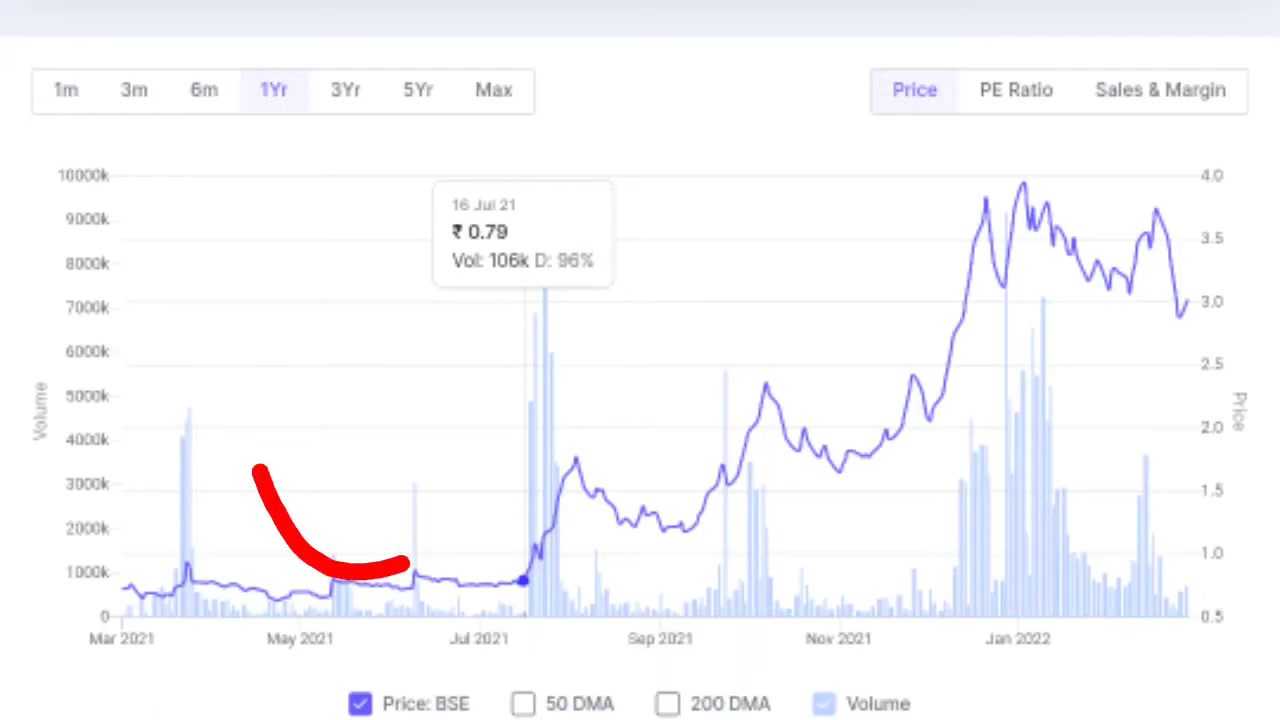 1m 3m 6m 1Yr 3Yr 5Yr Max Price PE Ratio Sales & Margin
10000k 4.0
16 Jul 21
9000k
₹ 0.79
3.5
Vol: 106k D: 96%
8000k
7000k 3.0
6000k
2.5
5000k
Volume Price
4000k 2.0
3000k 1.5
2000k
1.0
1000k
0 0.5
Mar 2021 May 2021 Jul 2021 Sep 2021 Nov 2021 Jan 2022
Price: BSE 50 DMA 200 DMA Volume